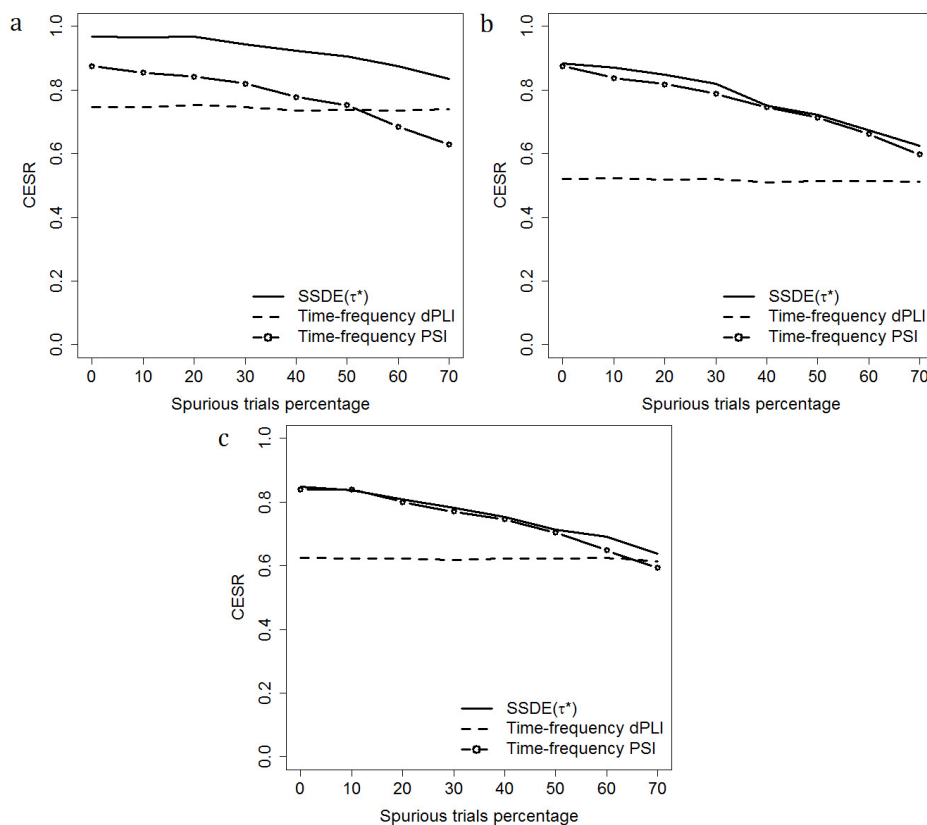 a
1.0
0.8
0.6
0.4
0.2
0.0
CESR
SSDE(τ*)
Time-frequency dPLI
Time-frequency PSI
0 10 20 30 40 50 60 70
Spurious trials percentage
b
1.0
0.8
0.6
0.4
0.2
0.0
CESR
SSDE(τ*)
Time-frequency dPLI
Time-frequency PSI
0 10 20 30 40 50 60 70
Spurious trials percentage
c
1.0
0.8
0.6
0.4
0.2
0.0
CESR
SSDE(τ*)
Time-frequency dPLI
Time-frequency PSI
0 10 20 30 40 50 60 70
Spurious trials percentage